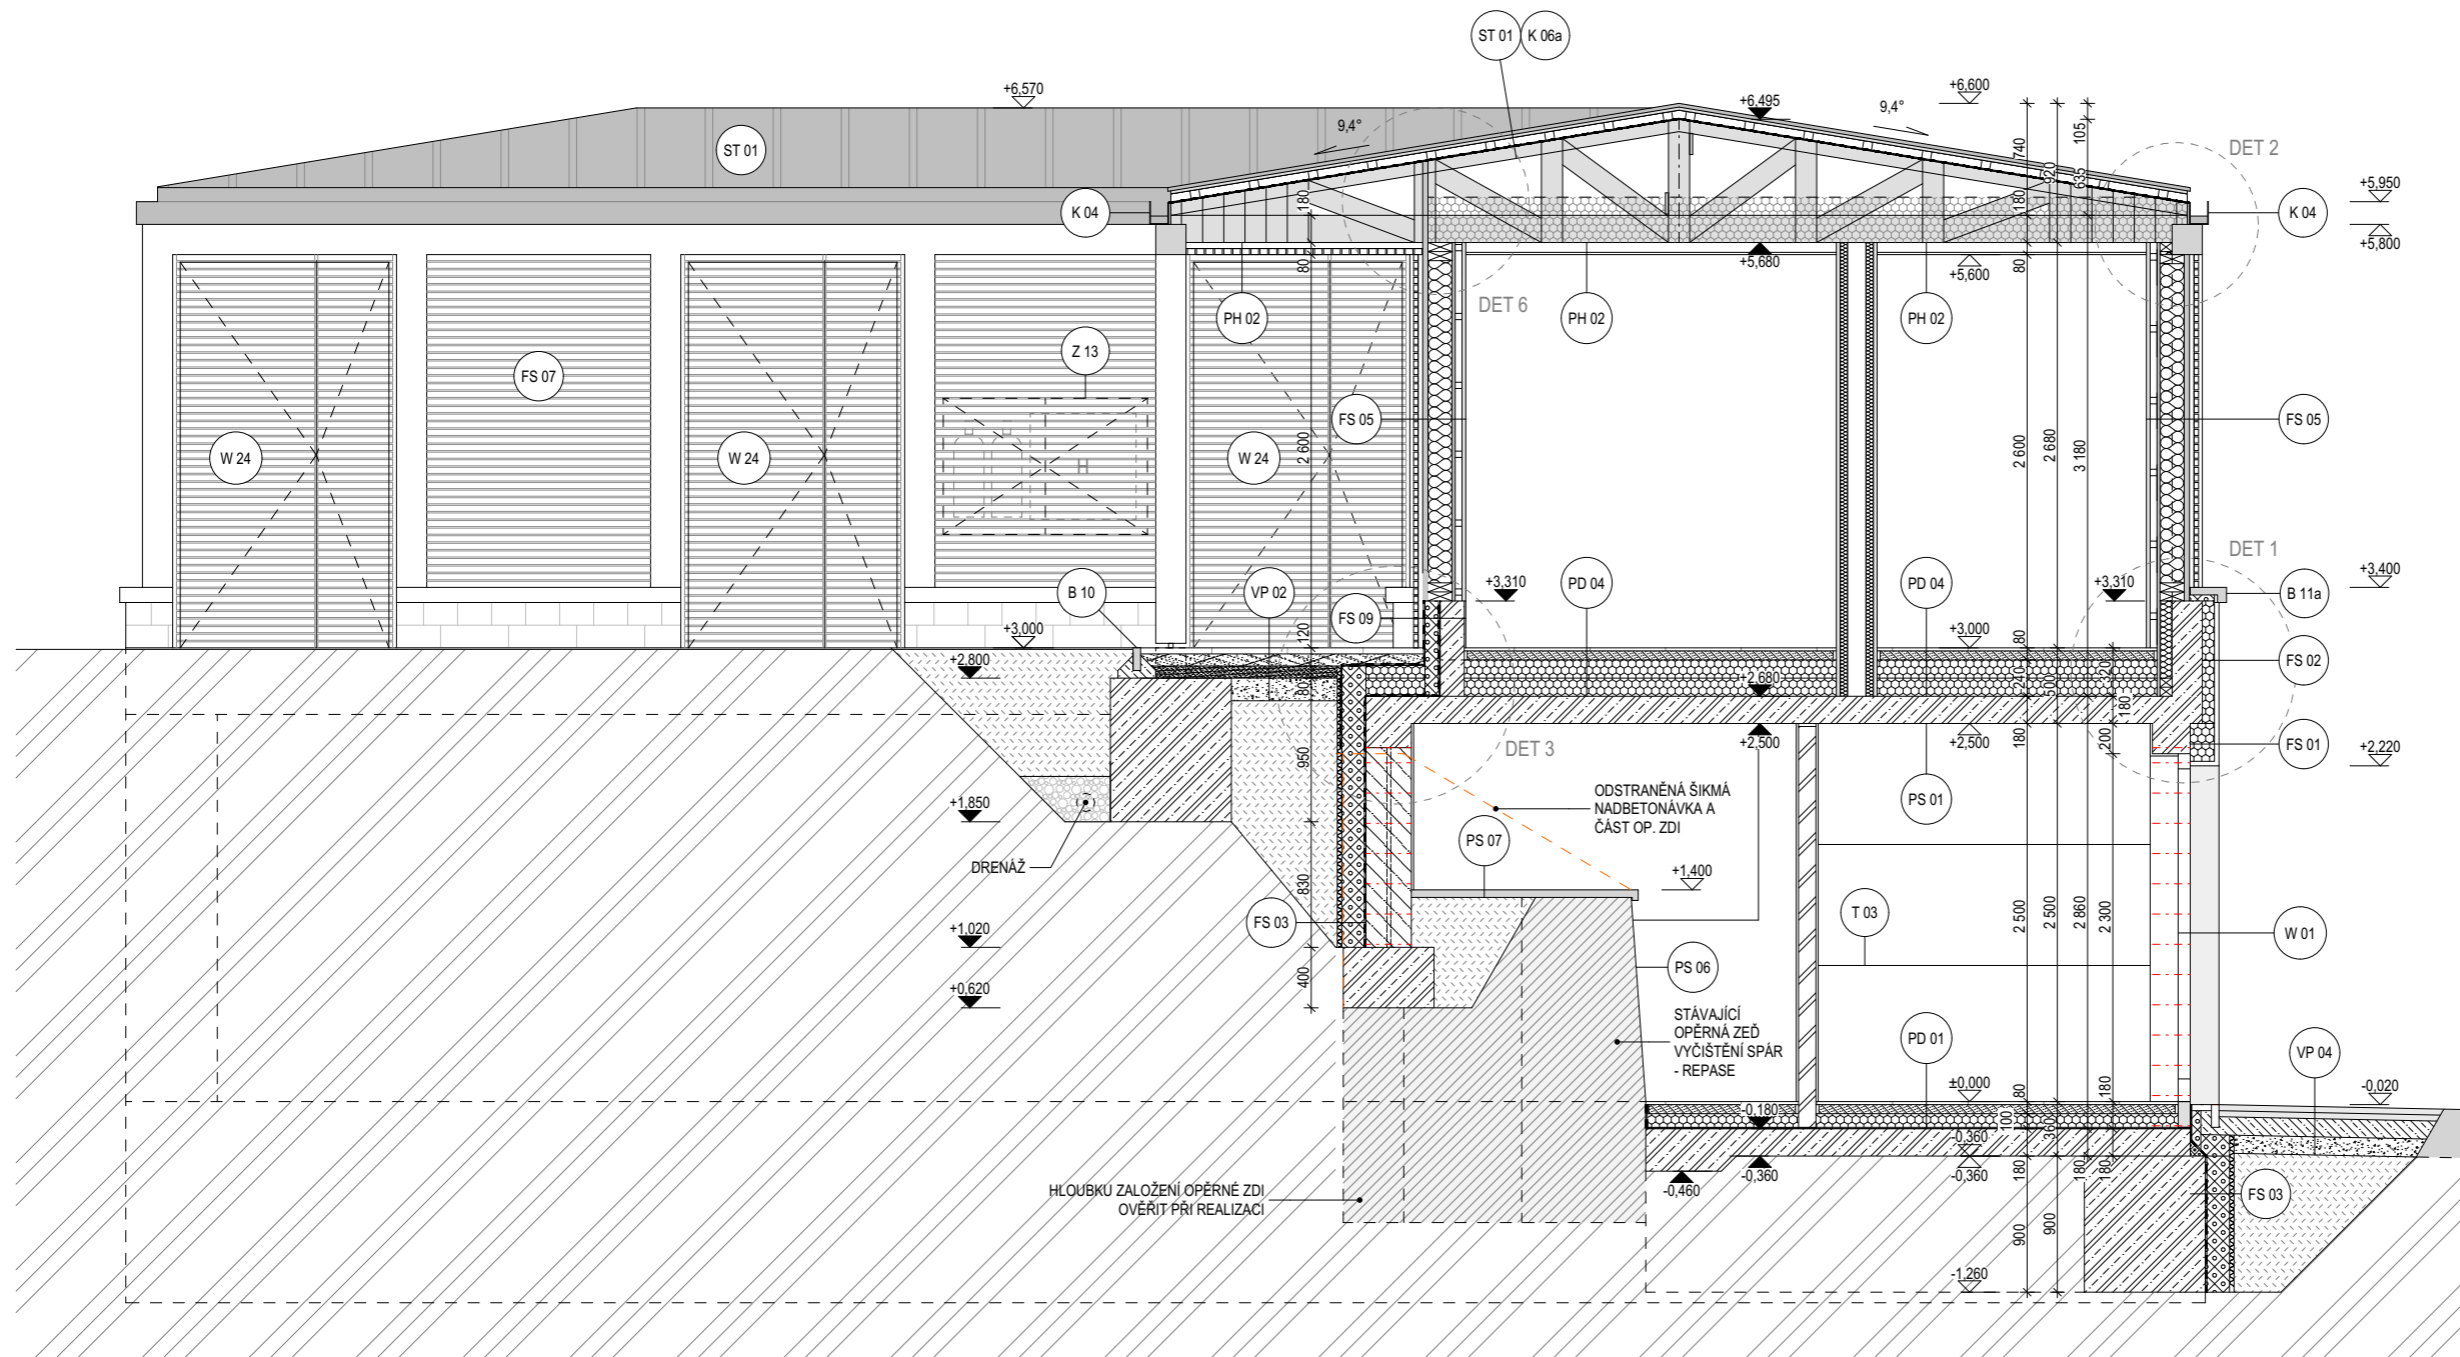 ST 01
K 06a
+6,570
+6,495
+6,600
9,4°
9,4°
ST 01
DET 2
740
920
105
635
180
180
+5,950
K 04
K 04
+5,800
+5,680
+5,600
80
80
PH 02
DET 6
PH 02
PH 02
Z 13
FS 07
FS 05
FS 05
W 24
W 24
H
2 600
W 24
2 600
2 680
3 180
DET 1
B 10
VP 02
+3,310
PD 04
PD 04
+3,310
+3,400
B 11a
FS 09
+3,000
120
+3,000
80
+2,800
80
+2,680
240
500
320
FS 02
180
DET 3
+2,500
+2,500
180
200
FS 01
+2,220
950
ODSTRANĚNÁ ŠIKMÁ
NADBETONÁVKA A
ČÁST OP. ZDI
PS 01
+1,850
PS 07
DRENÁŽ
+1,400
830
FS 03
T 03
2 500
2 500
2 860
2 300
W 01
+1,020
400
PS 06
+0,620
STÁVAJÍCÍ
OPĚRNÁ ZEĎ
VYČIŠTĚNÍ SPÁR
- REPASE
PD 01
VP 04
±0,000
80
180
-0,020
-0,180
100
360
-0,360
-0,460
-0,360
-0,360
180
180
180
HLOUBKU ZALOŽENÍ OPĚRNÉ ZDI
OVĚŘIT PŘI REALIZACI
FS 03
900
900
-1,260